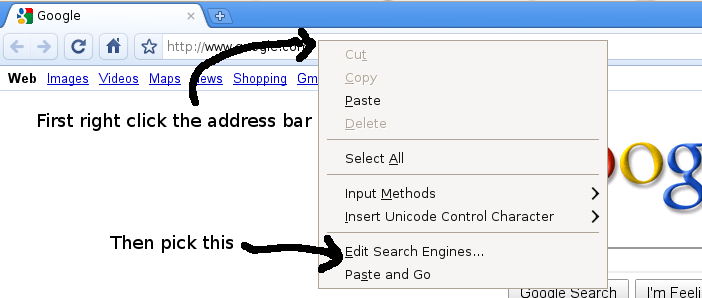 Google
http://www.google.com
Web Images Videos Maps News Shopping Gm
Cut
Copy
Paste
Delete
Select All
Input Methods
Insert Unicode Control Character
Edit Search Engines...
Paste and Go
First right click the address bar
Then pick this
Google Search
I'm Feeli